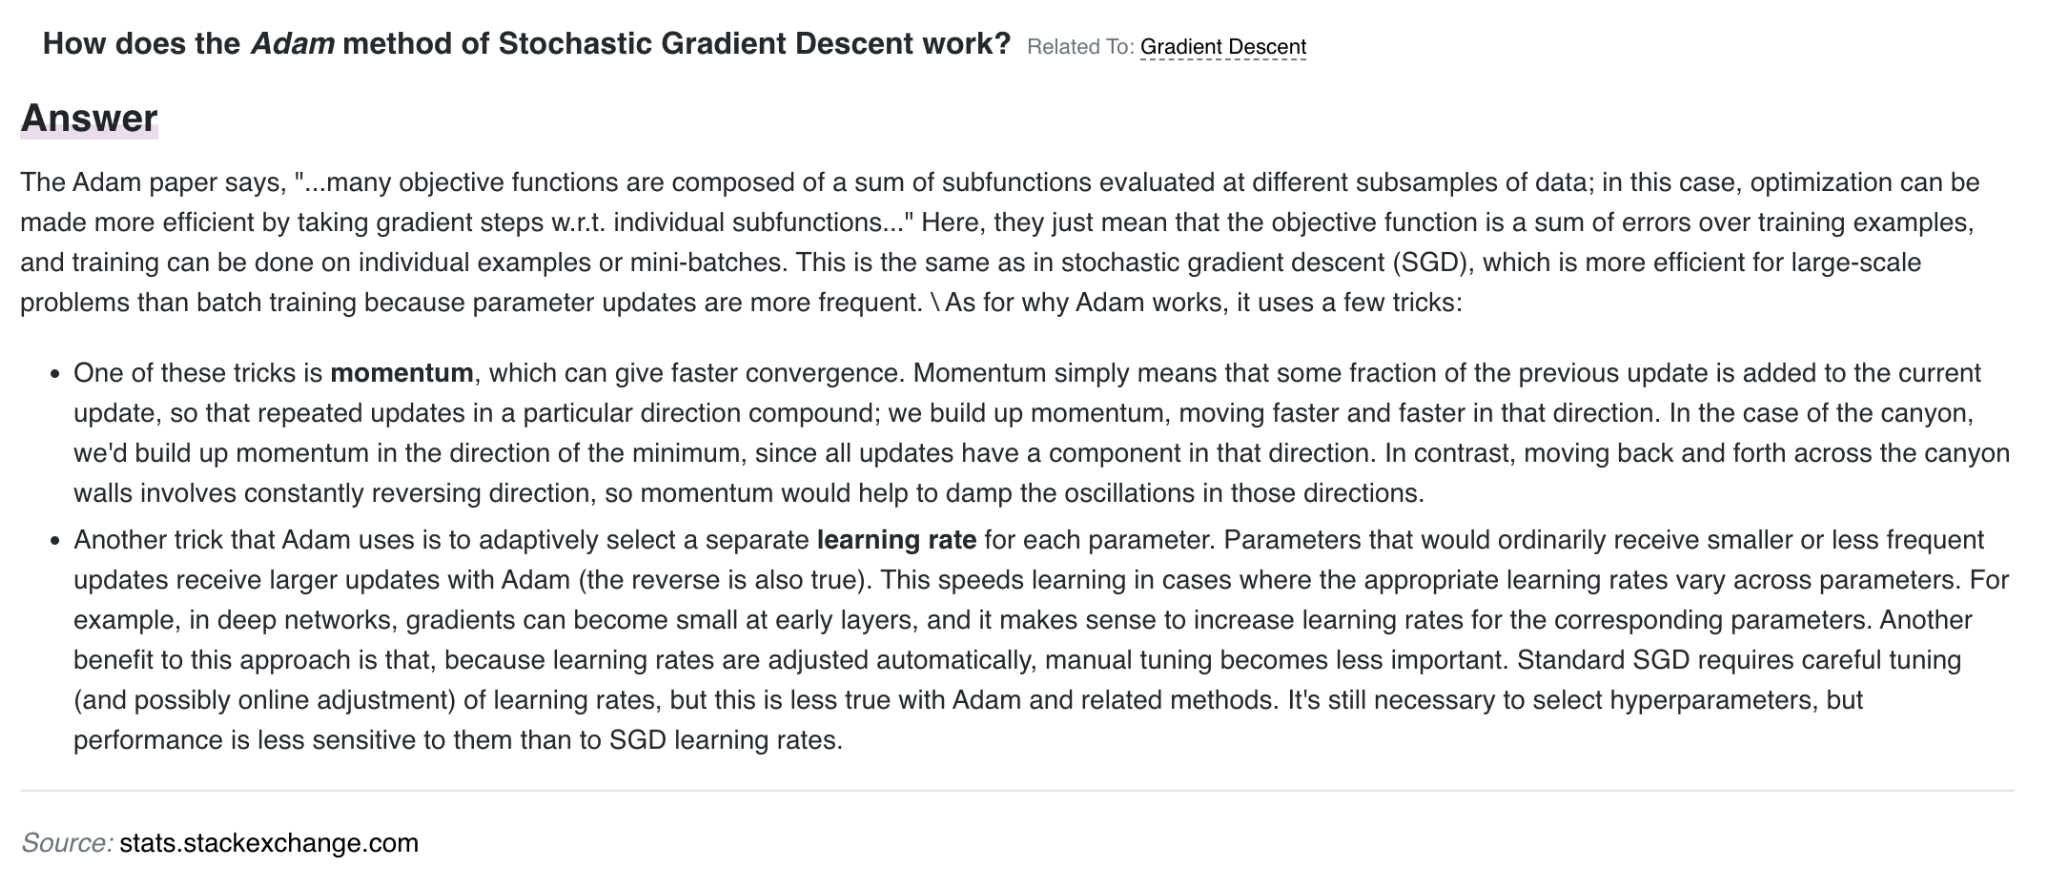 How does the Adam method of Stochastic Gradient Descent work? Related To: Gradient Descent
Answer
The Adam paper says, "...many objective functions are composed of a sum of subfunctions evaluated at different subsamples of data; in this case, optimization can be
made more efficient by taking gradient steps w.r.t. individual subfunctions..." Here, they just mean that the objective function is a sum of errors over training examples,
and training can be done on individual examples or mini-batches. This is the same as in stochastic gradient descent (SGD), which is more efficient for large-scale
problems than batch training because parameter updates are more frequent. \ As for why Adam works, it uses a few tricks:
• One of these tricks is momentum, which can give faster convergence. Momentum simply means that some fraction of the previous update is added to the current
update, so that repeated updates in a particular direction compound; we build up momentum, moving faster and faster in that direction. In the case of the canyon,
we'd build up momentum in the direction of the minimum, since all updates have a component in that direction. In contrast, moving back and forth across the canyon
walls involves constantly reversing direction, so momentum would help to damp the oscillations in those directions.
• Another trick that Adam uses is to adaptively select a separate learning rate for each parameter. Parameters that would ordinarily receive smaller or less frequent
updates receive larger updates with Adam (the reverse is also true). This speeds learning in cases where the appropriate learning rates vary across parameters. For
example, in deep networks, gradients can become small at early layers, and it makes sense to increase learning rates for the corresponding parameters. Another
benefit to this approach is that, because learning rates are adjusted automatically, manual tuning becomes less important. Standard SGD requires careful tuning
(and possibly online adjustment) of learning rates, but this is less true with Adam and related methods. It's still necessary to select hyperparameters, but
performance is less sensitive to them than to SGD learning rates.
Source: stats.stackexchange.com